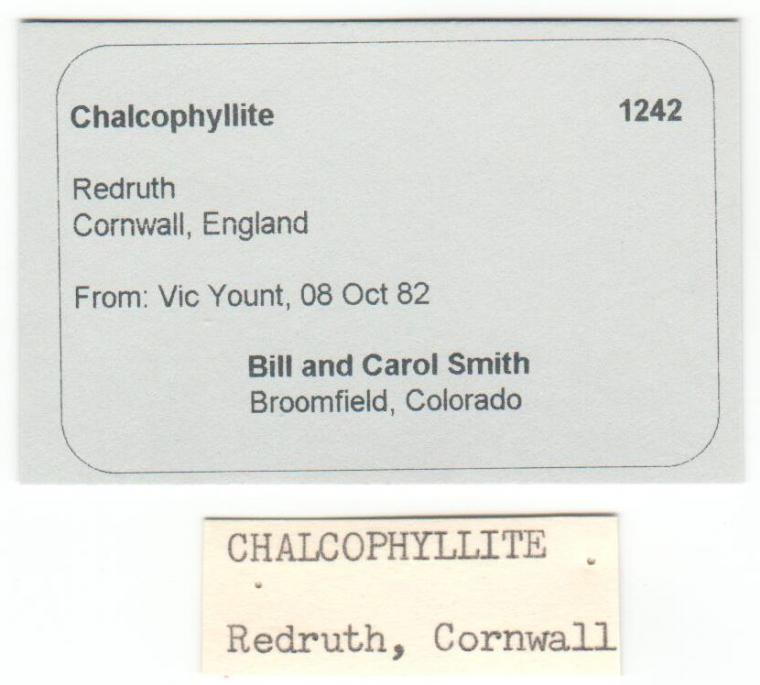 Chalcophyllite 1242
Redruth
Cornwall, England
From: Vic Yount, 08 Oct 82
Bill and Carol Smith
Broomfield, Colorado
CHALCOPHYLLITE
Redruth, Cornwall